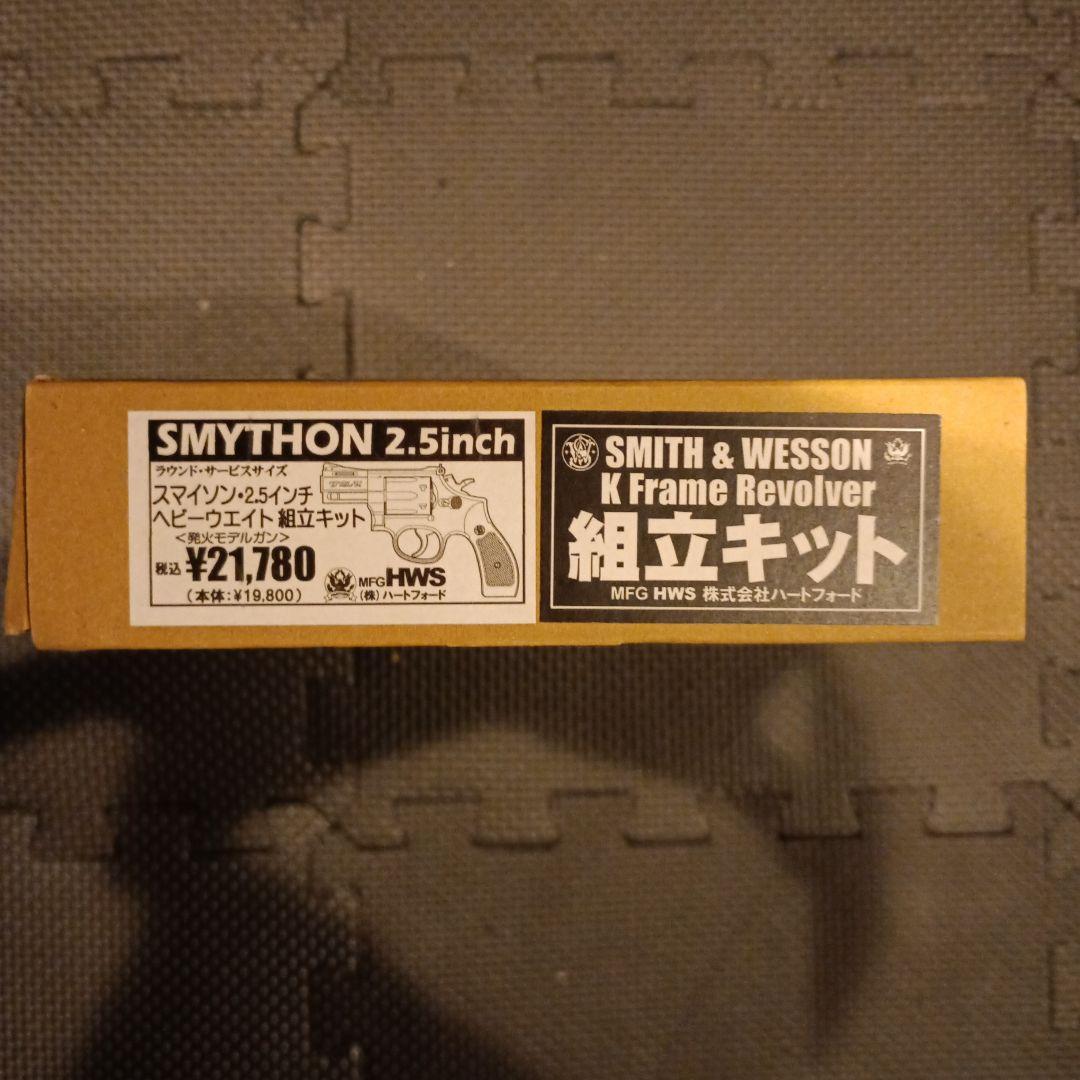 SMYTHON 2.5inch
ラウンド・サービスサイズ
スマイソン・2.5インチ
ヘビーウエイト 組立キット
<発火モデルガン>
税込 ¥21,780
(本体:¥19,800)
MFG HWS
(株)ハートフォード
SMITH & WESSON
K Frame Revolver
組立キット
MFG HWS 株式会社ハートフォード